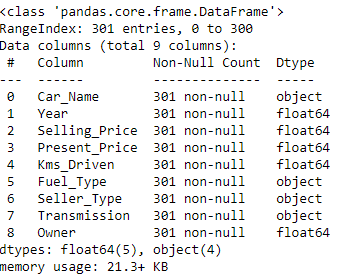 <class 'pandas.core.frame.DataFrame'>
RangeIndex: 301 entries, 0 to 300
Data columns (total 9 columns):
 #   Column         Non-Null Count  Dtype
---  ------         --------------  -----
 0   Car_Name       301 non-null    object
 1   Year           301 non-null    float64
 2   Selling_Price  301 non-null    float64
 3   Present_Price  301 non-null    float64
 4   Kms_Driven     301 non-null    float64
 5   Fuel_Type      301 non-null    object
 6   Seller_Type    301 non-null    object
 7   Transmission   301 non-null    object
 8   Owner          301 non-null    float64
dtypes: float64(5), object(4)
memory usage: 21.3+ KB